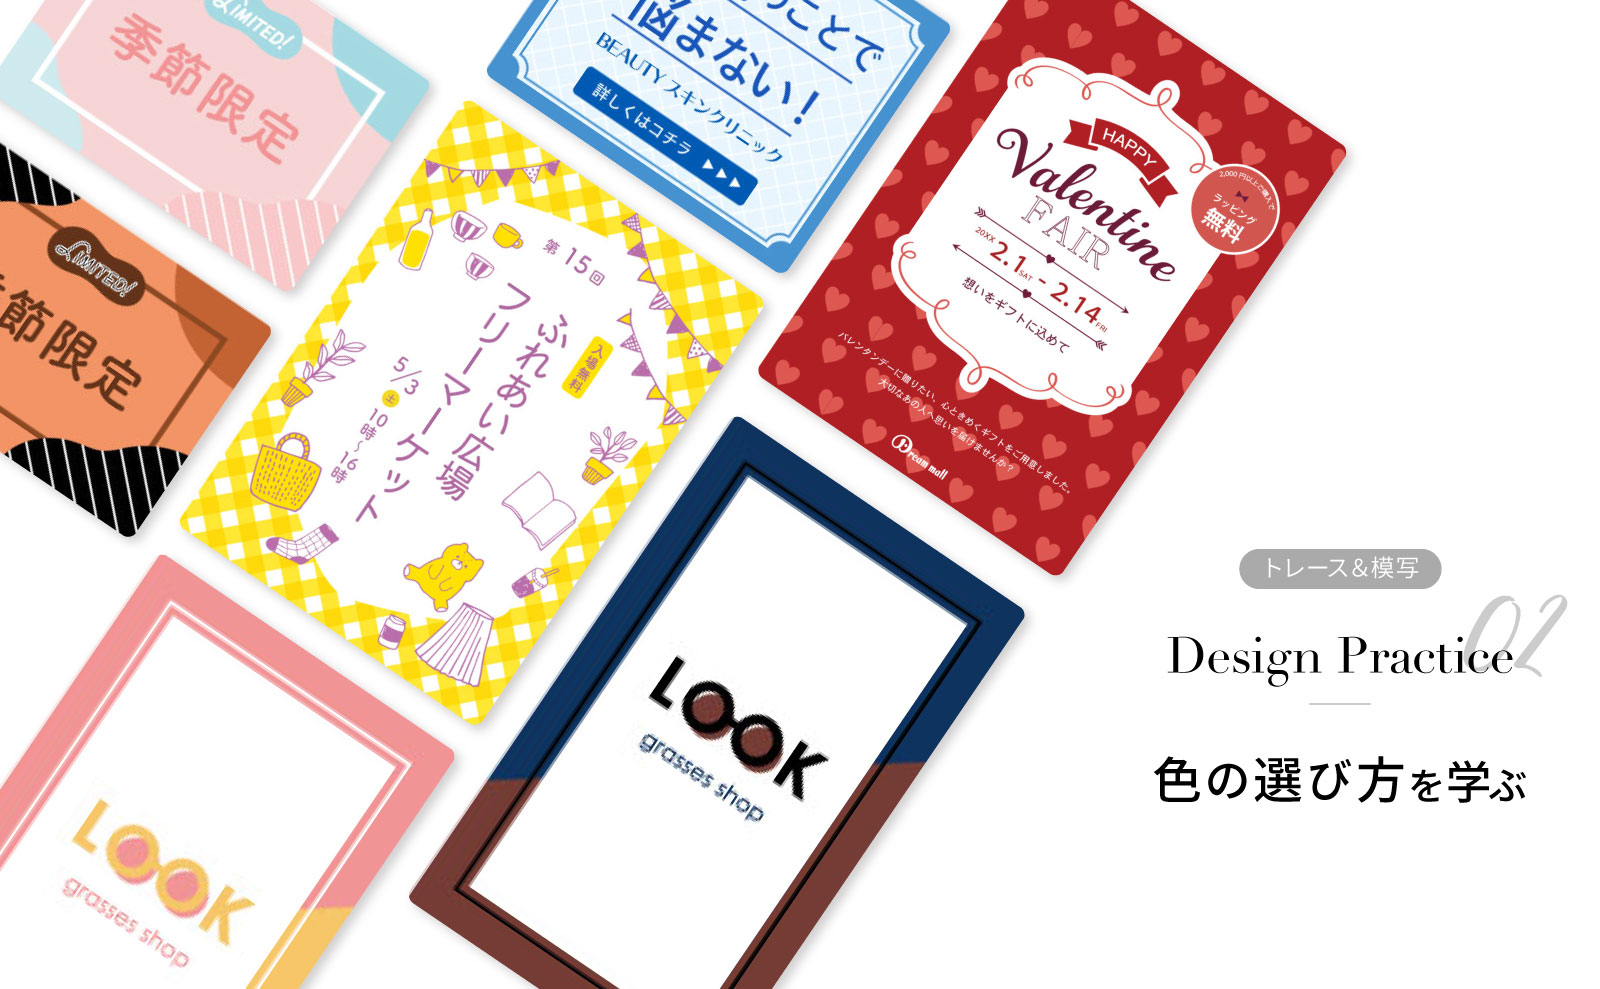 LIMITED!
季節限定
LIMITED!
節限定
ことで
悩まない！
BEAUTY スキンクリニック
詳しくはコチラ
第15回
ふれあい広場
フリーマーケット
入場無料
5/3
土
10時～16時
HAPPY
Valentine
FAIR
20XX
2.1 SAT - 2.14 FRI
想いをギフトに込めて
2,000円以上ご購入で
ラッピング
無料
バレンタンデーに贈りたい、心ときめくギフトをご用意しました。
大切なあの人へ思いを届けませんか？
Dream mall
LOOK
grasses shop
LOOK
grasses shop
トレース＆模写
Design Practice
02
色の選び方を学ぶ